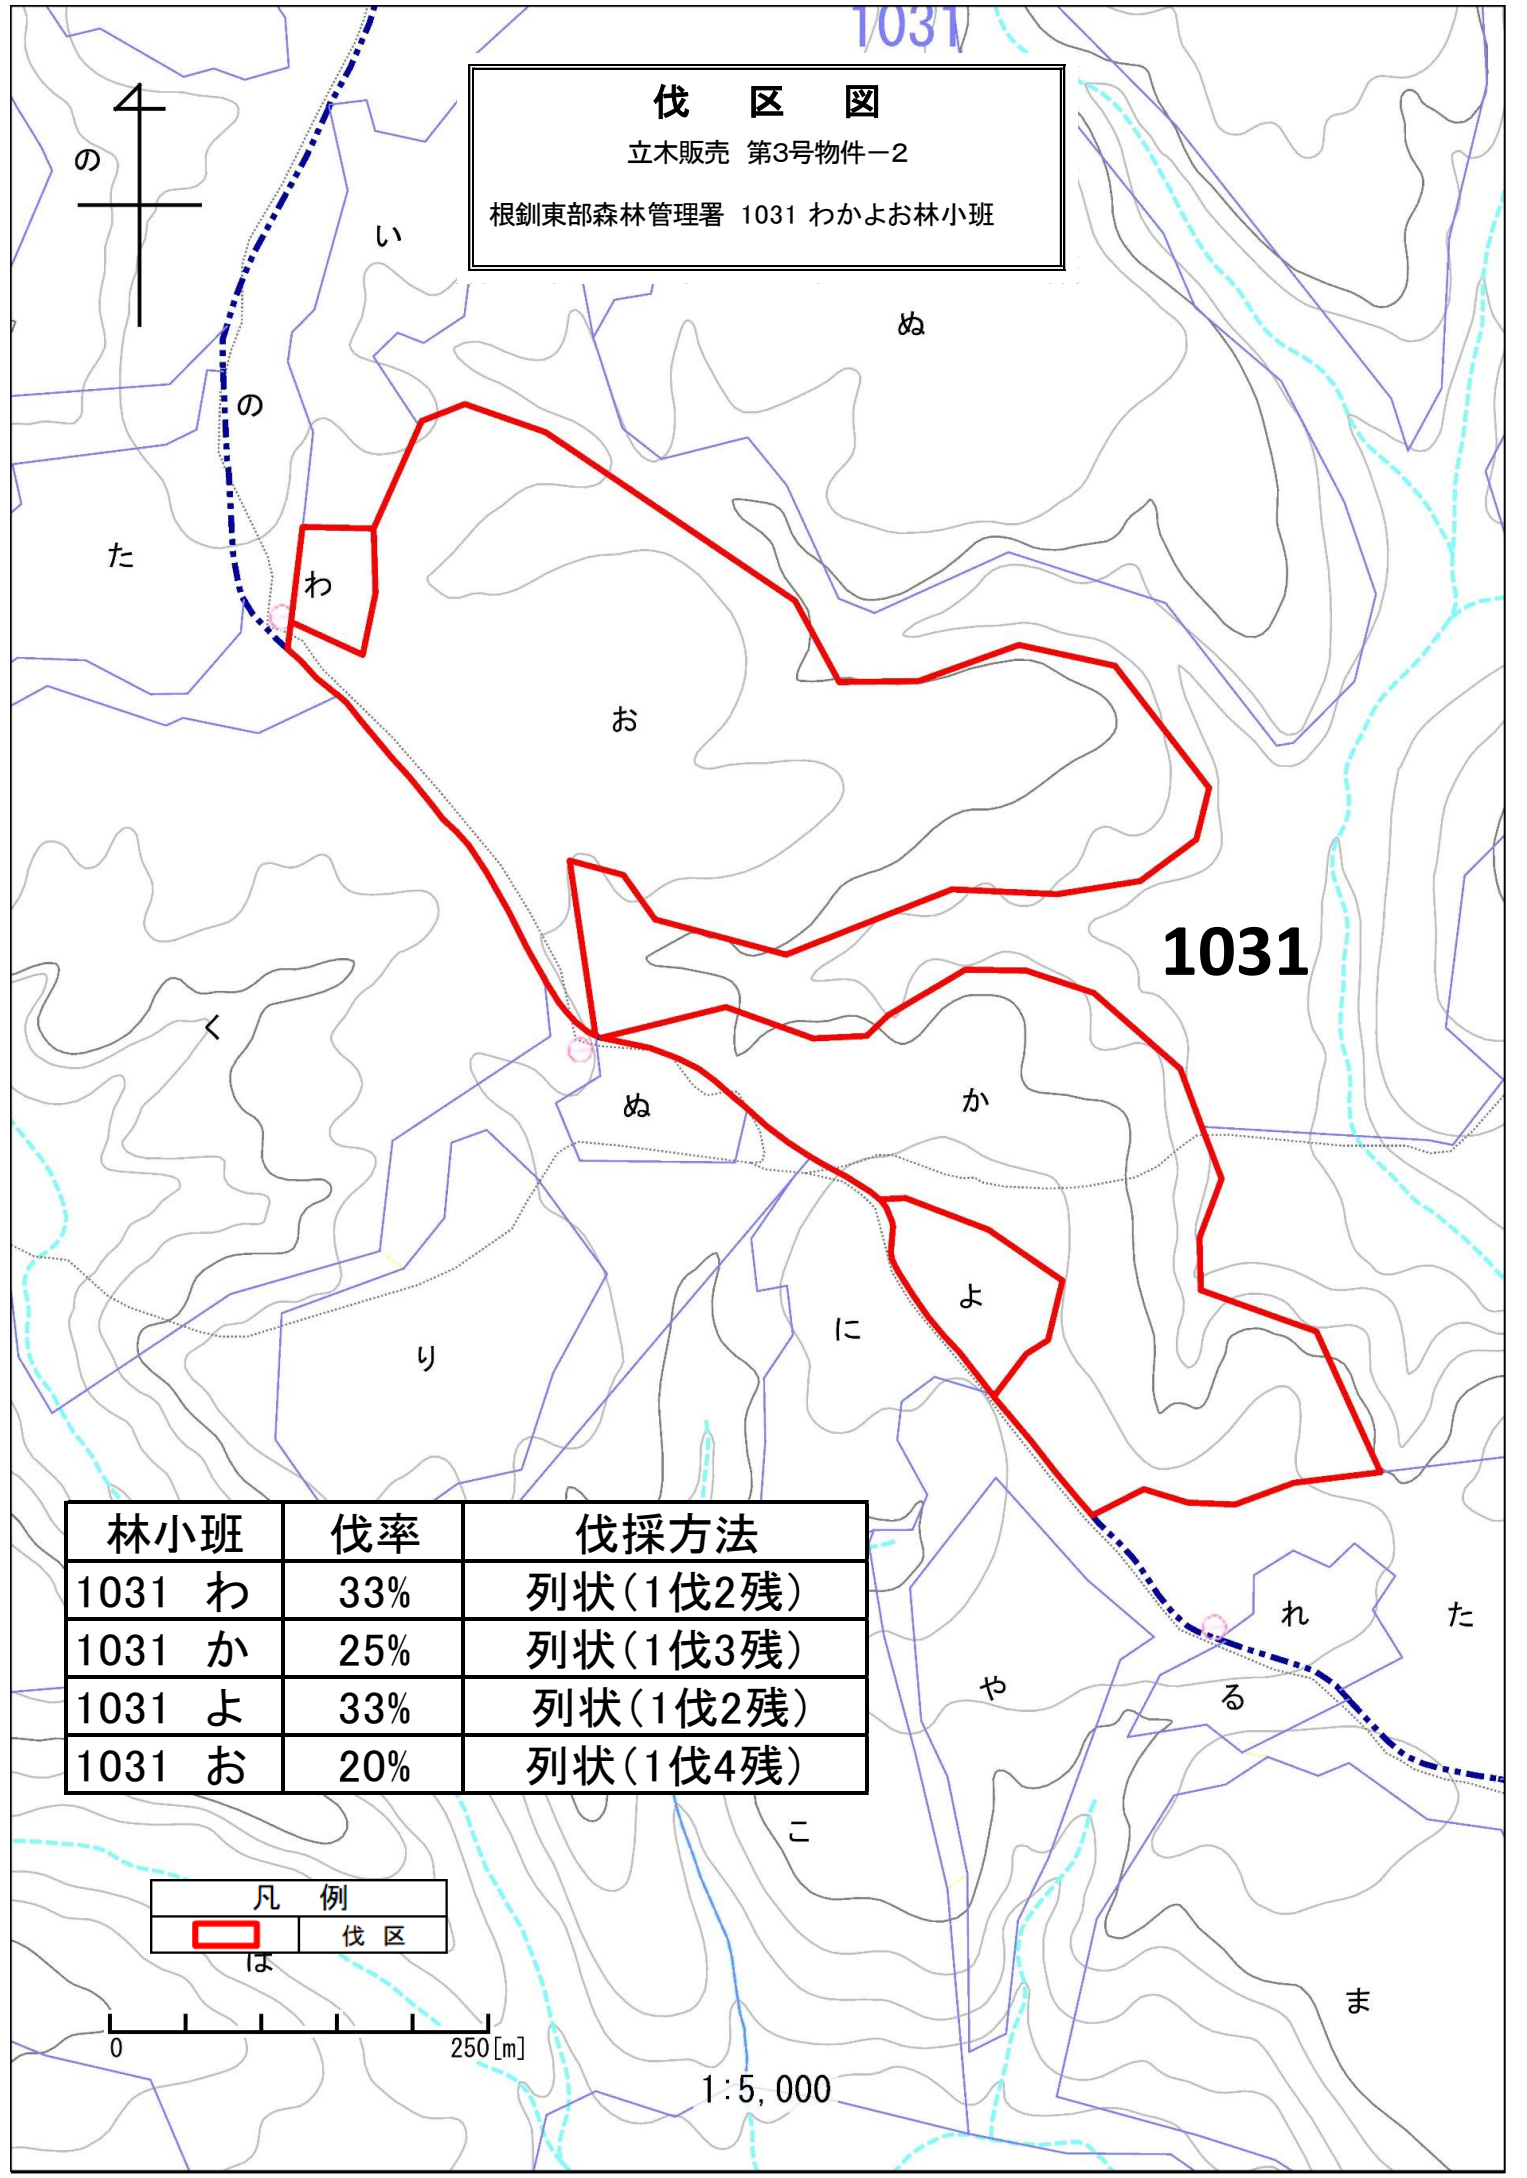 1031
伐 区 図
立木販売 第3号物件－2
根釧東部森林管理署 1031 わかよお林小班
の
い
ぬ
の
た
わ
お
1031
く
ぬ
か
よ
に
り
林小班 伐率 伐採方法
1031 わ 33% 列状(1伐2残)
1031 か 25% 列状(1伐3残)
1031 よ 33% 列状(1伐2残)
1031 お 20% 列状(1伐4残)
れ
た
や
る
こ
凡 例
伐 区
は
ま
0 250[m]
1:5,000